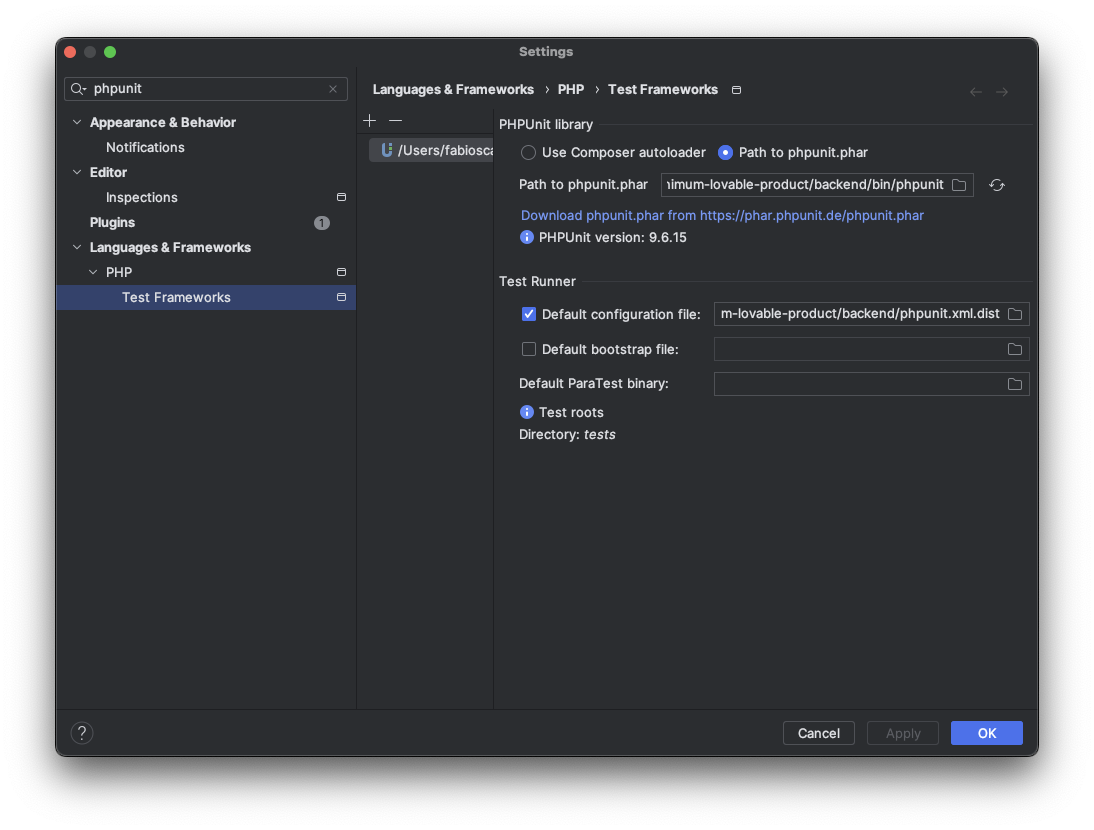 Settings
phpunit
Appearance & Behavior
Notifications
Editor
Inspections
Plugins
1
Languages & Frameworks
PHP
Test Frameworks
Languages & Frameworks › PHP › Test Frameworks
/Users/fabiosca
PHPUnit library
Use Composer autoloader
Path to phpunit.phar
Path to phpunit.phar
nimum-lovable-product/backend/bin/phpunit
Download phpunit.phar from https://phar.phpunit.de/phpunit.phar
PHPUnit version: 9.6.15
Test Runner
Default configuration file:
m-lovable-product/backend/phpunit.xml.dist
Default bootstrap file:
Default ParaTest binary:
Test roots
Directory: tests
?
Cancel
Apply
OK